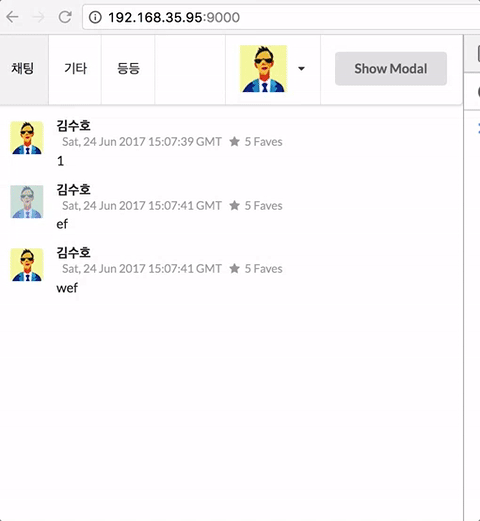 192.168.35.95:9000
채팅 기타 등등 Show Modal
김수호
Sat, 24 Jun 2017 15:07:39 GMT ★ 5 Faves
1
김수호
Sat, 24 Jun 2017 15:07:41 GMT ★ 5 Faves
ef
김수호
Sat, 24 Jun 2017 15:07:41 GMT ★ 5 Faves
wef